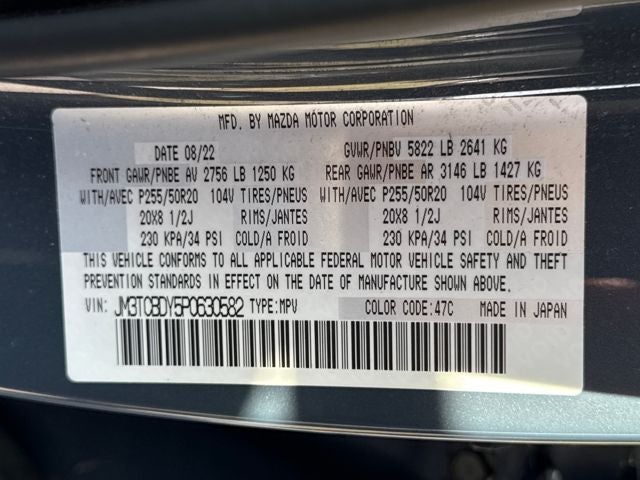 MFD. BY MAZDA MOTOR CORPORATION
DATE 08/22 GVWR/PNBV 5822 LB 2641 KG
FRONT GAWR/PNBE AV 2756 LB 1250 KG REAR GAWR/PNBE AR 3146 LB 1427 KG
WITH/AVEC P255/50R20 104V TIRES/PNEUS WITH/AVEC P255/50R20 104V TIRES/PNEUS
20X8 1/2J RIMS/JANTES 20X8 1/2J RIMS/JANTES
230 KPA/34 PSI COLD/A FROID 230 KPA/34 PSI COLD/A FROID
THIS VEHICLE CONFORMS TO ALL APPLICABLE FEDERAL MOTOR VEHICLE SAFETY AND THEFT
PREVENTION STANDARDS IN EFFECT ON THE DATE OF MANUFACTURE SHOWN ABOVE.
VIN: JM3TCBDY5P0630582 TYPE:MPV COLOR CODE:47C MADE IN JAPAN